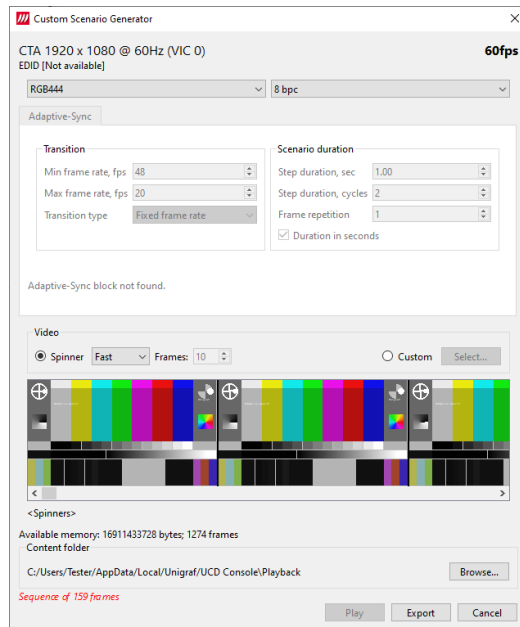 Custom Scenario Generator
CTA 1920 x 1080 @ 60Hz (VIC 0)
60fps
EDID [Not available]
RGB444
8 bpc
Adaptive-Sync
Transition
Scenario duration
Min frame rate, fps 48
Step duration, sec 1.00
Max frame rate, fps 20
Step duration, cycles 2
Transition type Fixed frame rate
Frame repetition 1
Duration in seconds
Adaptive-Sync block not found.
Video
Spinner Fast Frames: 10
Custom Select...
<Spinners>
Available memory: 16911433728 bytes; 1274 frames
Content folder
C:/Users/Tester/AppData/Local/Unigraf/UCD Console\Playback
Browse...
Sequence of 159 frames
Play Export Cancel